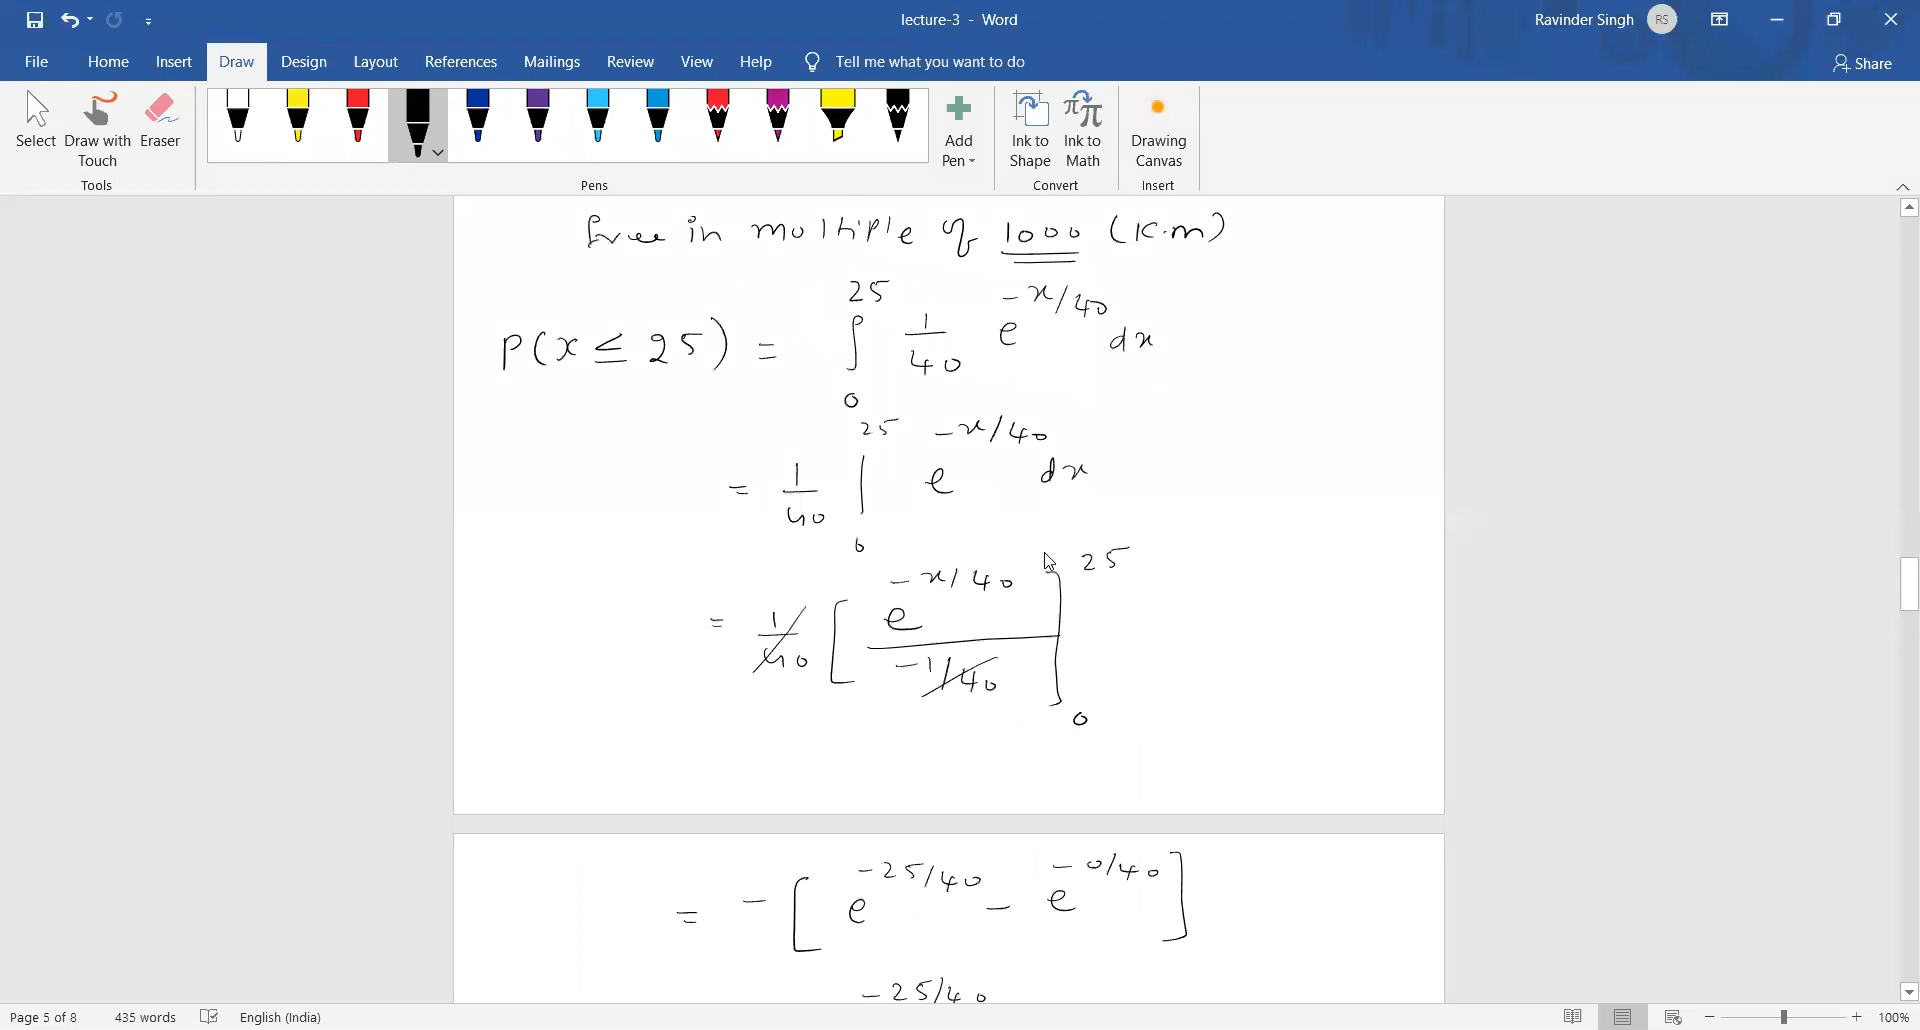 lecture-3 - Word
Ravinder Singh RS
File Home Insert Draw Design Layout References Mailings Review View Help Tell me what you want to do Share
Select Draw with Touch Eraser
Add Pen
Ink to Shape Ink to Math
Drawing Canvas
Tools Pens Convert Insert
in multiple of 1000 (K.m)
P(x ≤ 25) = ∫₀²⁵ 1/40 e^(-x/40) dx
= 1/40 ∫₀²⁵ e^(-x/40) dx
= 1/40 [ e^(-x/40) / (-1/40) ]₀²⁵
= - [ e^(-25/40) - e^(-0/40) ]
-25/40
Page 5 of 8 435 words English (India) 100%